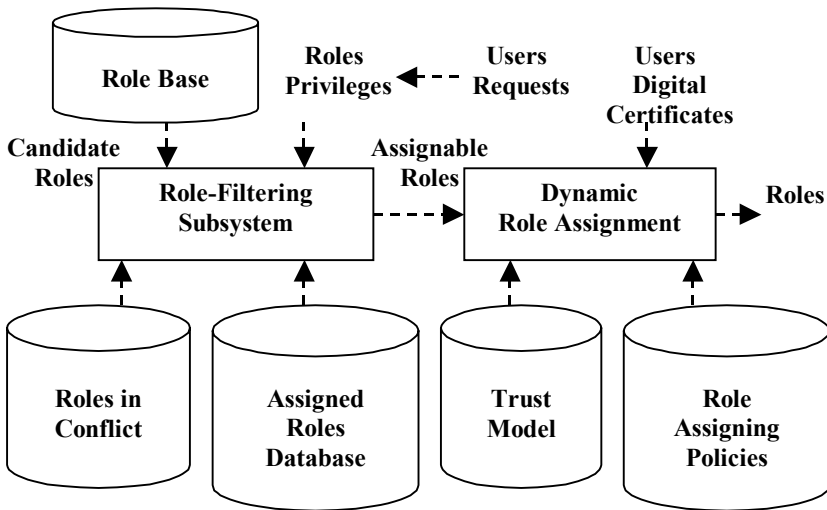 Role Base
Roles
Privileges
Users
Requests
Users
Digital
Certificates
Candidate
Roles
Role-Filtering
Subsystem
Assignable
Roles
Dynamic
Role Assignment
Roles
Roles in
Conflict
Assigned
Roles
Database
Trust
Model
Role
Assigning
Policies